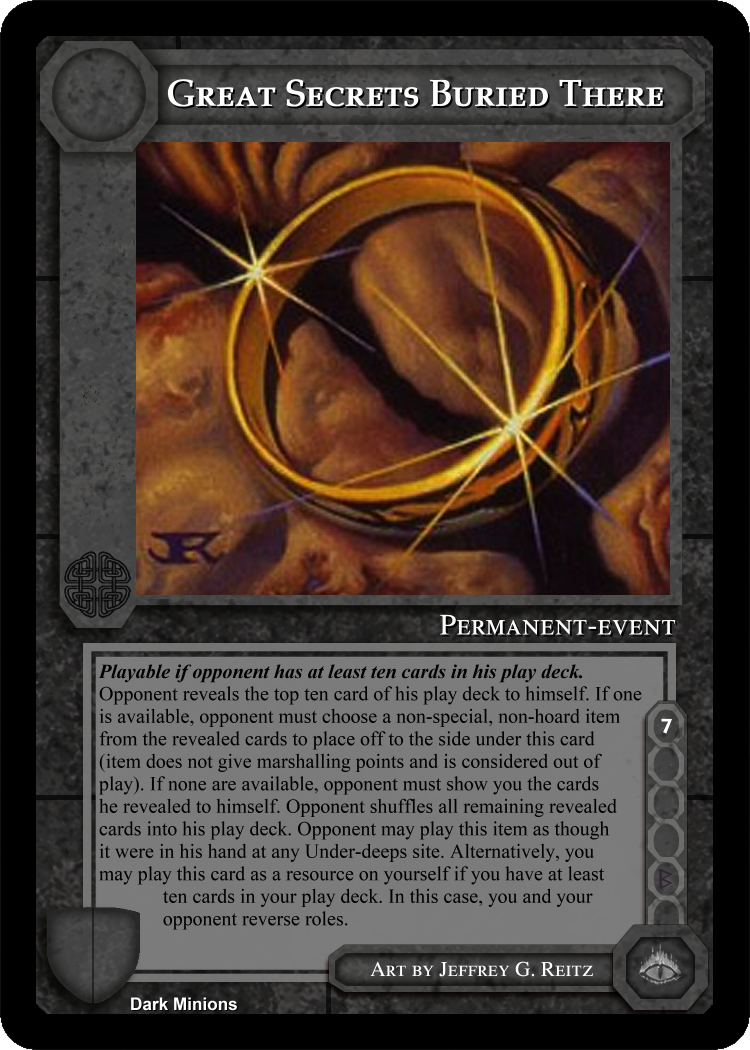 Great Secrets Buried There
JR
Permanent-event
Playable if opponent has at least ten cards in his play deck.
Opponent reveals the top ten card of his play deck to himself. If one
is available, opponent must choose a non-special, non-hoard item
from the revealed cards to place off to the side under this card
(item does not give marshalling points and is considered out of
play). If none are available, opponent must show you the cards
he revealed to himself. Opponent shuffles all remaining revealed
cards into his play deck. Opponent may play this item as though
it were in his hand at any Under-deeps site. Alternatively, you
may play this card as a resource on yourself if you have at least
ten cards in your play deck. In this case, you and your
opponent reverse roles.
7
Art by Jeffrey G. Reitz
Dark Minions